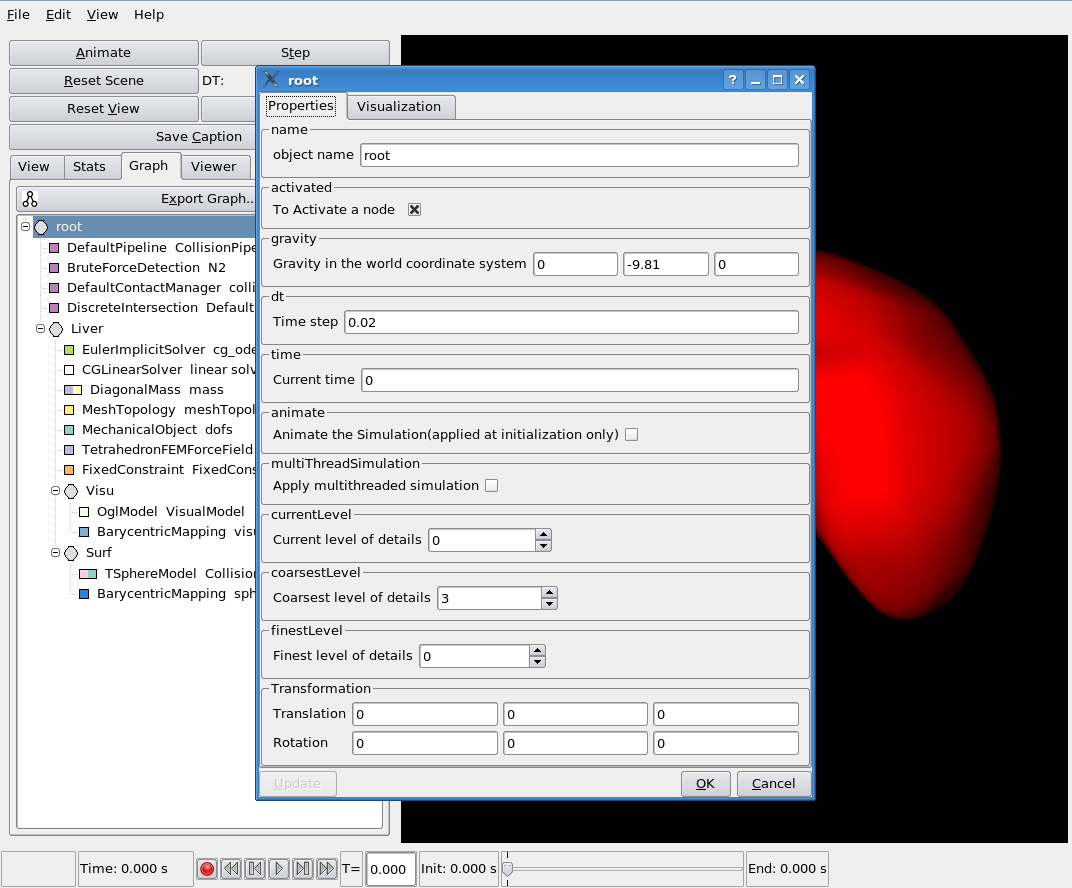 File Edit View Help
Animate Step
Reset Scene DT:
Reset View
Save Caption
View Stats Graph Viewer
Export Graph..
root
DefaultPipeline CollisionPipe
BruteForceDetection N2
DefaultContactManager colli
DiscreteIntersection Default
Liver
EulerImplicitSolver cg_ode
CGLinearSolver linear solv
DiagonalMass mass
MeshTopology meshTopol
MechanicalObject dofs
TetrahedronFEMForceField
FixedConstraint FixedCons
Visu
OglModel VisualModel
BarycentricMapping visu
Surf
TSphereModel Collision
BarycentricMapping sph
root
Properties Visualization
name
object name root
activated
To Activate a node
gravity
Gravity in the world coordinate system 0 -9.81 0
dt
Time step 0.02
time
Current time 0
animate
Animate the Simulation(applied at initialization only)
multiThreadSimulation
Apply multithreaded simulation
currentLevel
Current level of details 0
coarsestLevel
Coarsest level of details 3
finestLevel
Finest level of details 0
Transformation
Translation 0 0 0
Rotation 0 0 0
Update OK Cancel
Time: 0.000 s T= 0.000 Init: 0.000 s End: 0.000 s